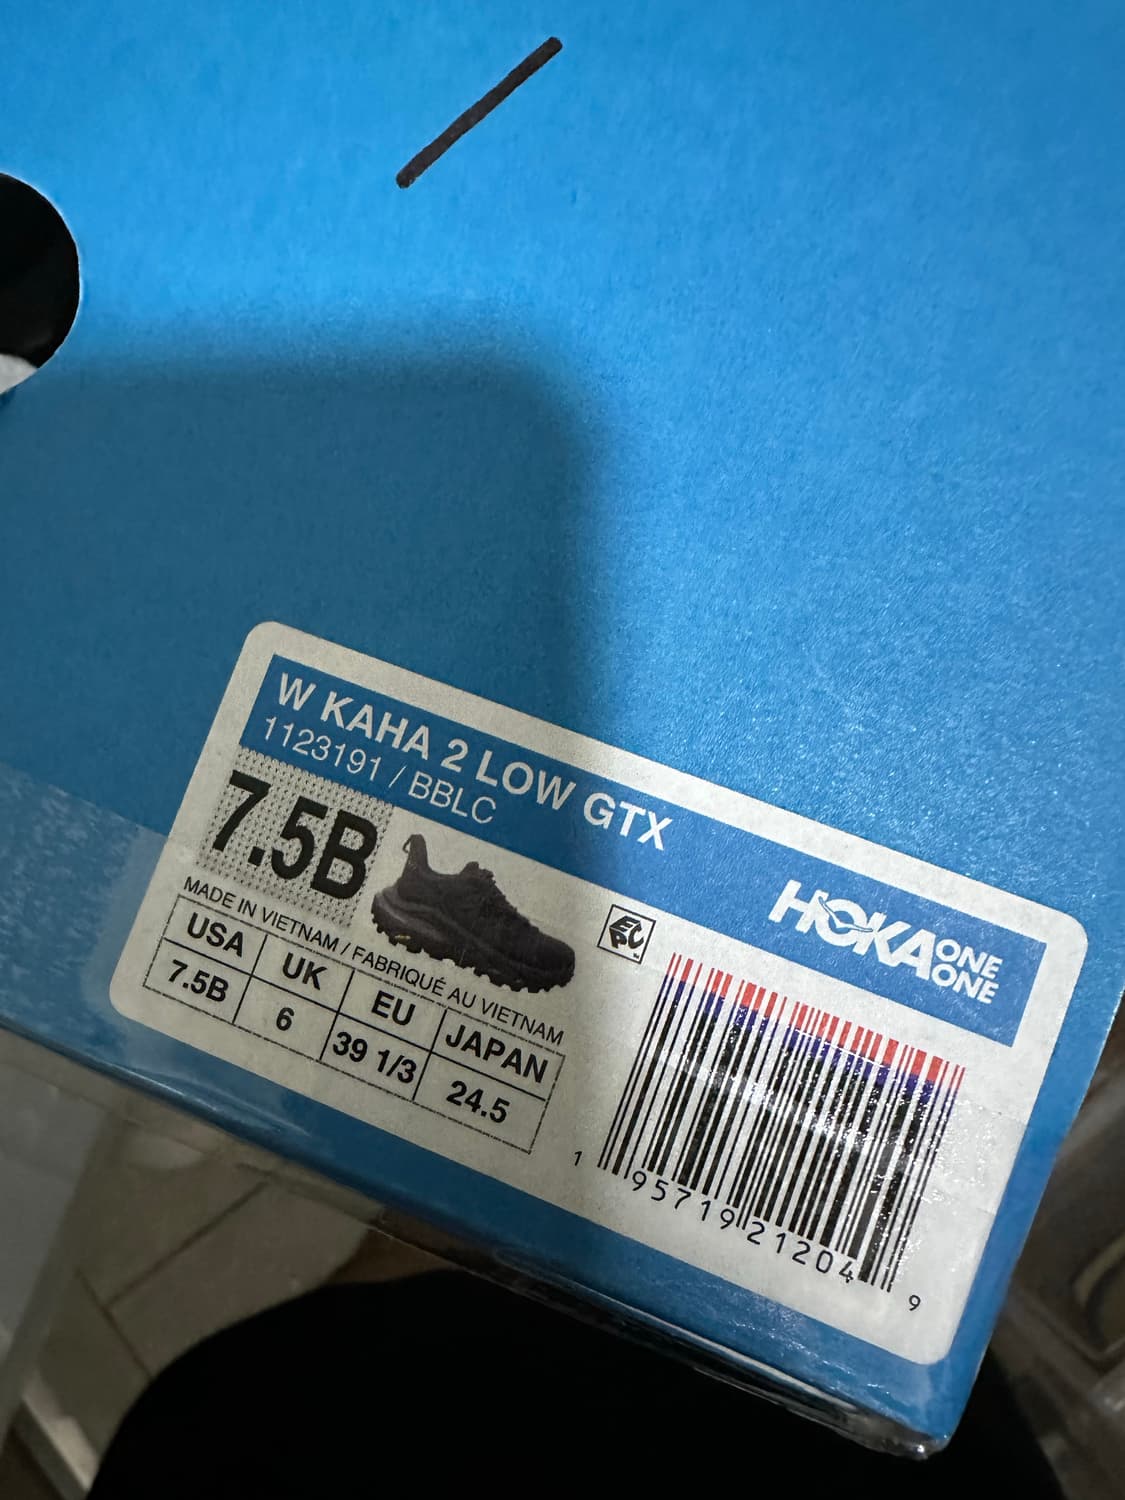 W KAHA 2 LOW GTX
1123191 / BBLC
7.5B
HOKA ONE ONE
MADE IN VIETNAM / FABRIQUÉ AU VIETNAM
USA UK EU JAPAN
7.5B 6 39 1/3 24.5
EPC
1 95719 21204 9